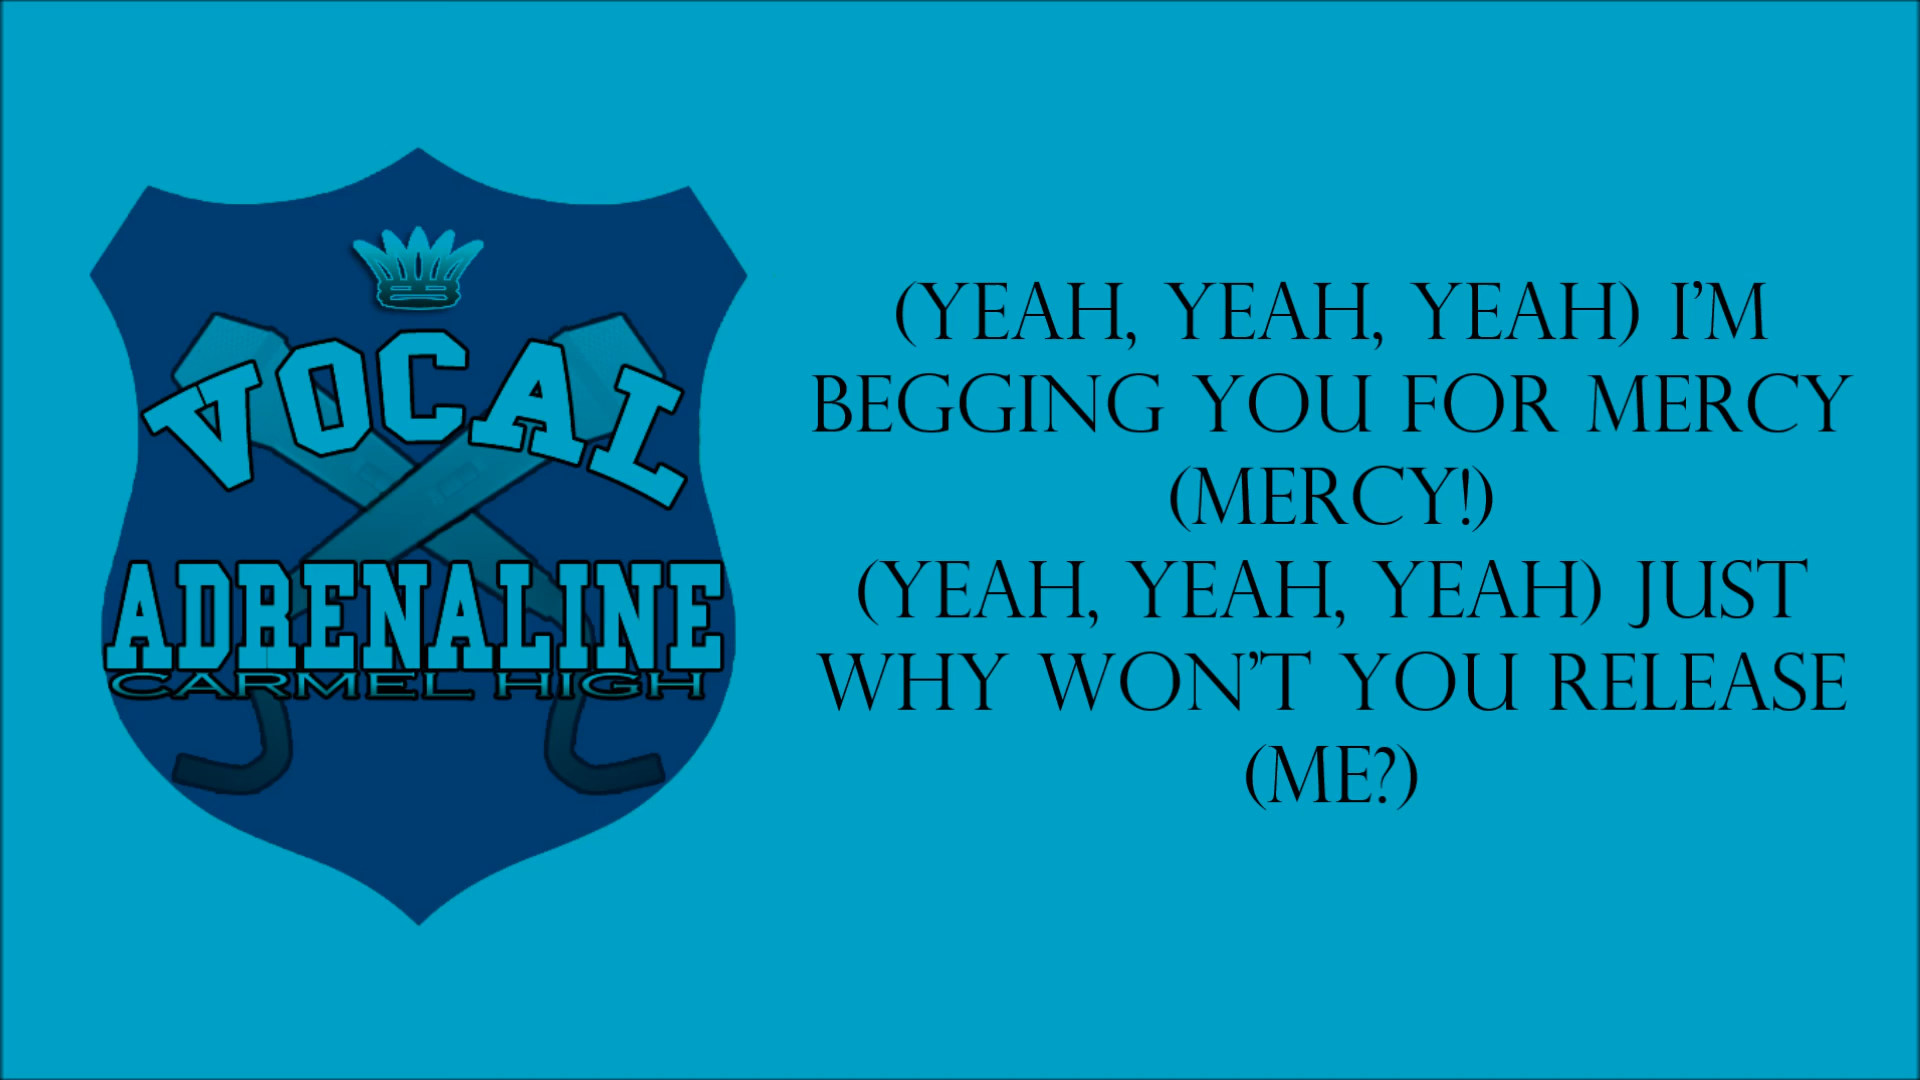 VOCAL
ADRENALINE
CARMEL HIGH
(YEAH, YEAH, YEAH) I'M
BEGGING YOU FOR MERCY
(MERCY!)
(YEAH, YEAH, YEAH) JUST
WHY WON'T YOU RELEASE
(ME?)